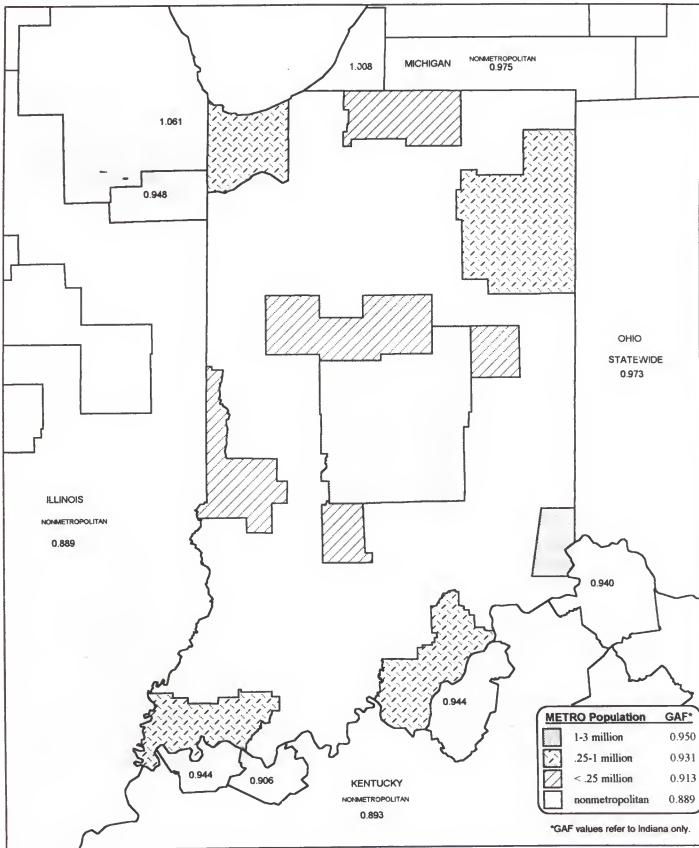 1.008
MICHIGAN
NONMETROPOLITAN
0.975
1.061
0.948
OHIO
STATEWIDE
0.973
ILLINOIS
NONMETROPOLITAN
0.889
0.940
0.944
0.944
0.906
KENTUCKY
NONMETROPOLITAN
0.893
METRO Population GAF*
1-3 million 0.950
.25-1 million 0.931
< .25 million 0.913
nonmetropolitan 0.889
*GAF values refer to Indiana only.